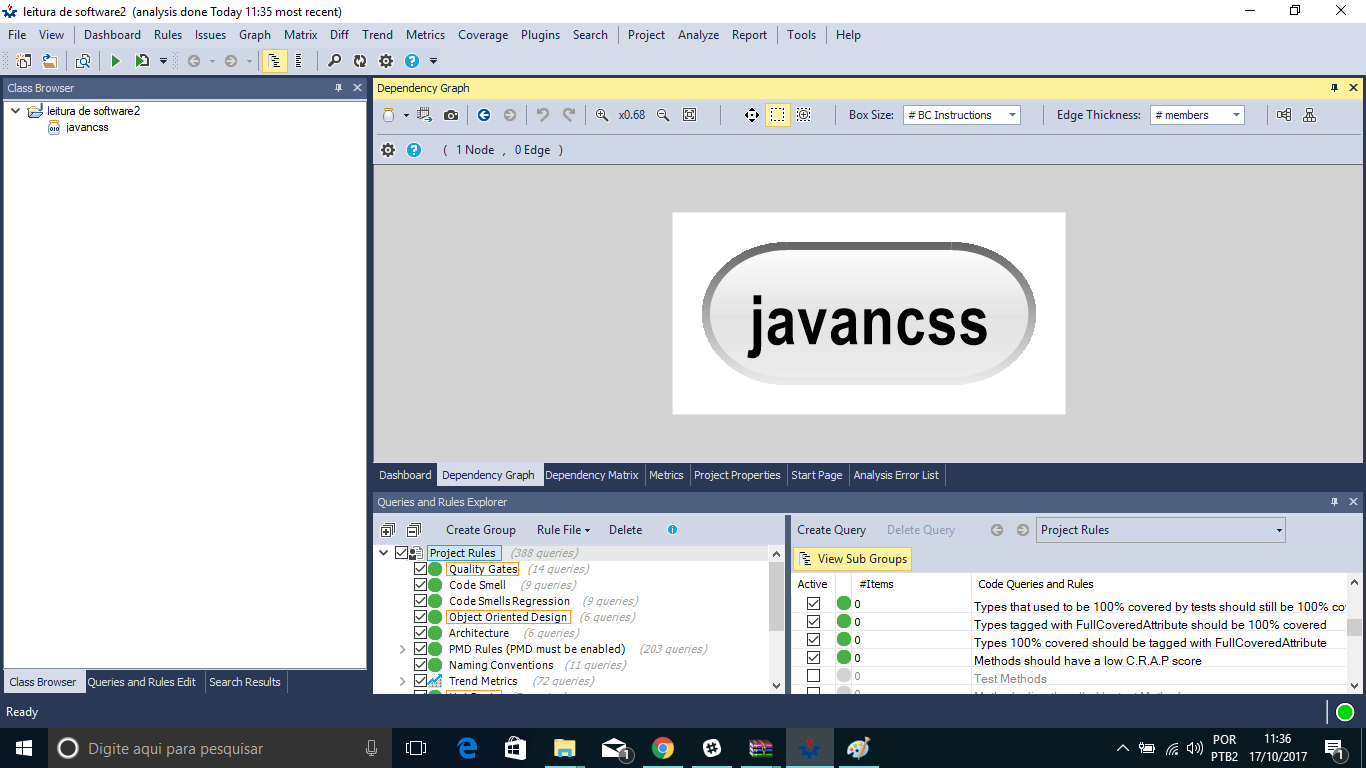 leitura de software2  (analysis done Today 11:35 most recent)
File View Dashboard Rules Issues Graph Matrix Diff Trend Metrics Coverage Plugins Search Project Analyze Report Tools Help
Class Browser
leitura de software2
javancss
Class Browser Queries and Rules Edit Search Results
Dependency Graph
x0.68 Box Size: # BC Instructions Edge Thickness: # members
( 1 Node , 0 Edge )
javancss
Dashboard Dependency Graph Dependency Matrix Metrics Project Properties Start Page Analysis Error List
Queries and Rules Explorer
Create Group Rule File Delete
Project Rules (388 queries)
Quality Gates (14 queries)
Code Smell (9 queries)
Code Smells Regression (9 queries)
Object Oriented Design (6 queries)
Architecture (6 queries)
PMD Rules (PMD must be enabled) (203 queries)
Naming Conventions (11 queries)
Trend Metrics (72 queries)
Create Query Delete Query Project Rules
View Sub Groups
Active #Items Code Queries and Rules
0 Types that used to be 100% covered by tests should still be 100% co
0 Types tagged with FullCoveredAttribute should be 100% covered
0 Types 100% covered should be tagged with FullCoveredAttribute
0 Methods should have a low C.R.A.P score
0 Test Methods
Ready
Digite aqui para pesquisar
1
POR
PTB2
11:36
17/10/2017
1